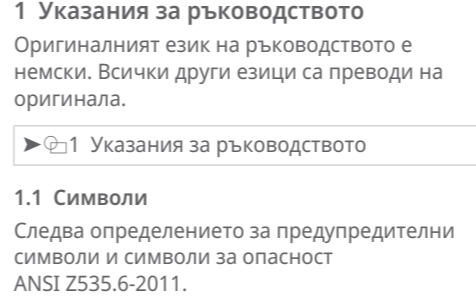 1 Указания за ръководството
Оригиналният език на ръководството е
немски. Всички други езици са преводи на
оригинала.
➤1 Указания за ръководството
1.1 Символи
Следва определението за предупредителни
символи и символи за опасност
ANSI Z535.6-2011.